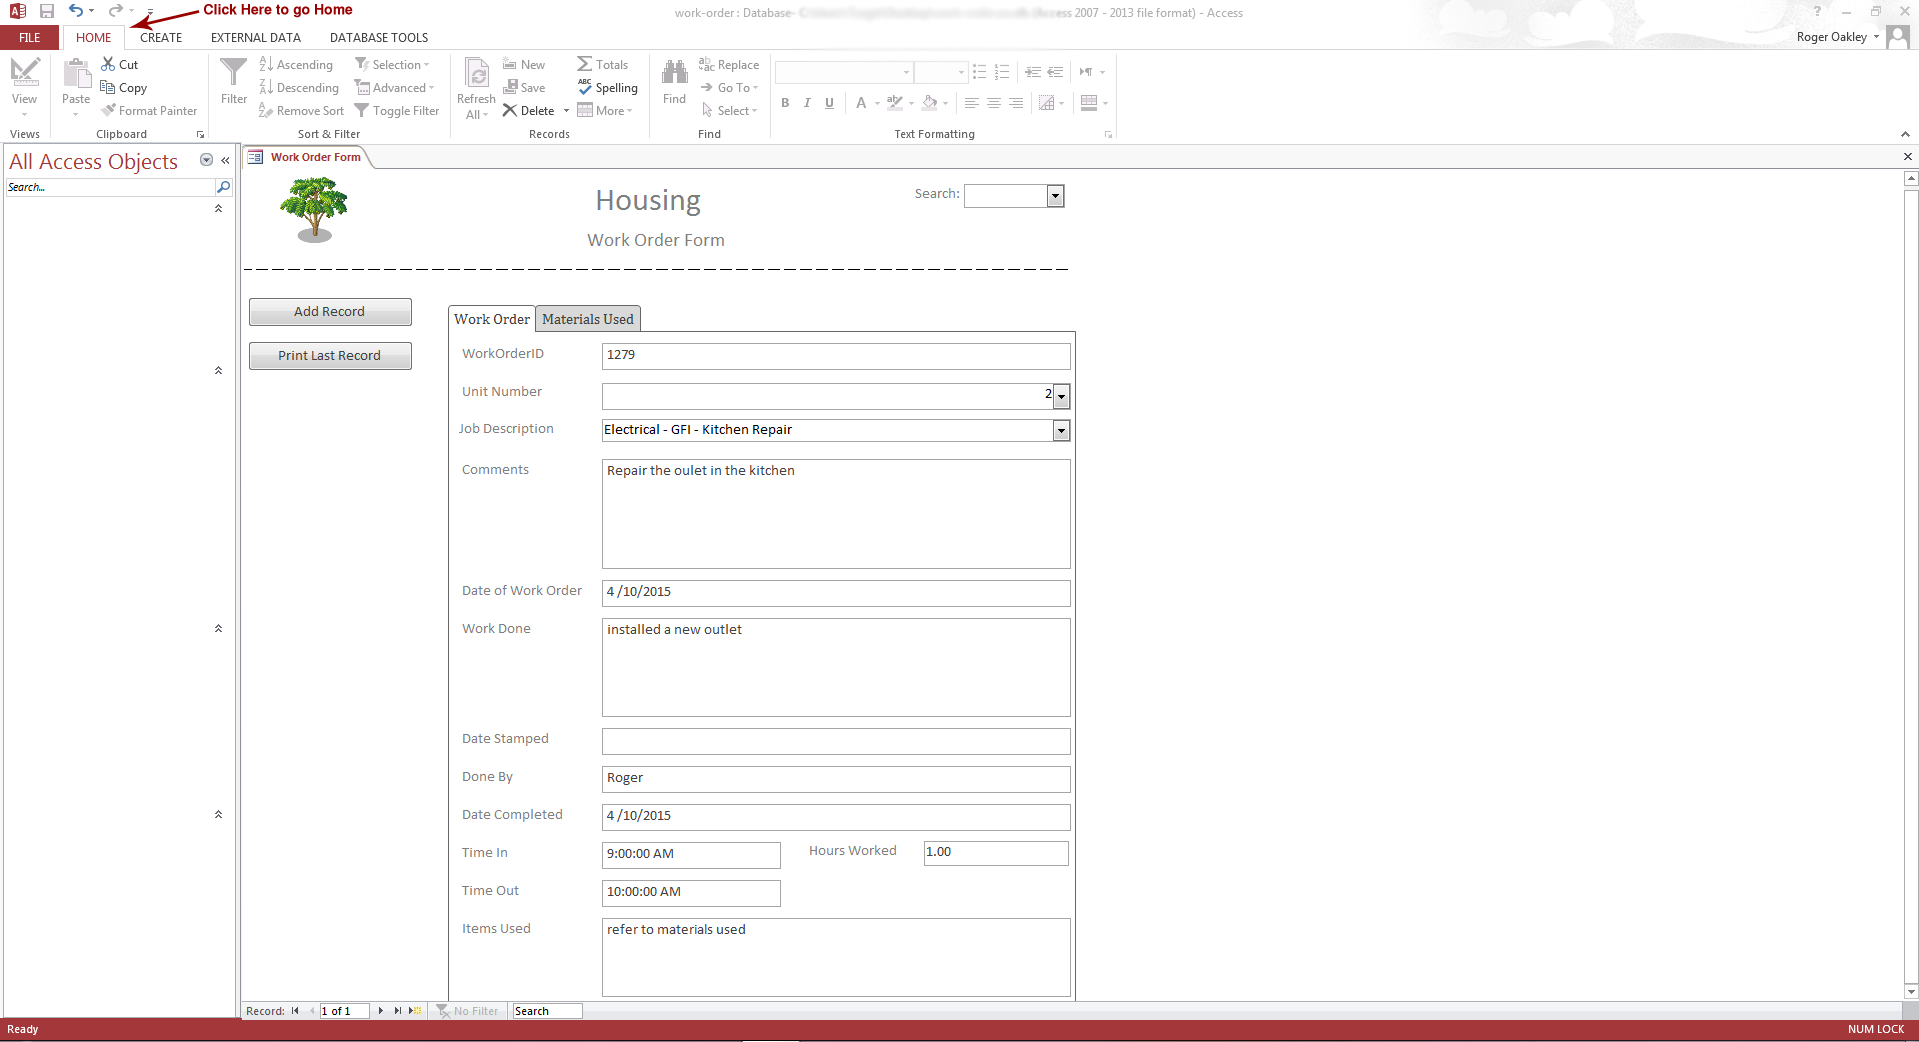 Click Here to go Home
work-order : Database- (Access 2007 - 2013 file format) - Access
FILE HOME CREATE EXTERNAL DATA DATABASE TOOLS Roger Oakley
View
Views
Paste
Cut
Copy
Format Painter
Clipboard
Filter
Ascending
Descending
Remove Sort
Selection
Advanced
Toggle Filter
Sort & Filter
Refresh
All
New
Save
Delete
Totals
Spelling
More
Records
Find
Replace
Go To
Select
Find
B I U A
Text Formatting
All Access Objects
Search...
Work Order Form
Housing
Search:
Work Order Form
Add Record
Print Last Record
Work Order Materials Used
WorkOrderID 1279
Unit Number 2
Job Description Electrical - GFI - Kitchen Repair
Comments Repair the oulet in the kitchen
Date of Work Order 4 /10/2015
Work Done installed a new outlet
Date Stamped
Done By Roger
Date Completed 4 /10/2015
Time In 9:00:00 AM Hours Worked 1.00
Time Out 10:00:00 AM
Items Used refer to materials used
Record: 1 of 1 No Filter Search
Ready NUM LOCK